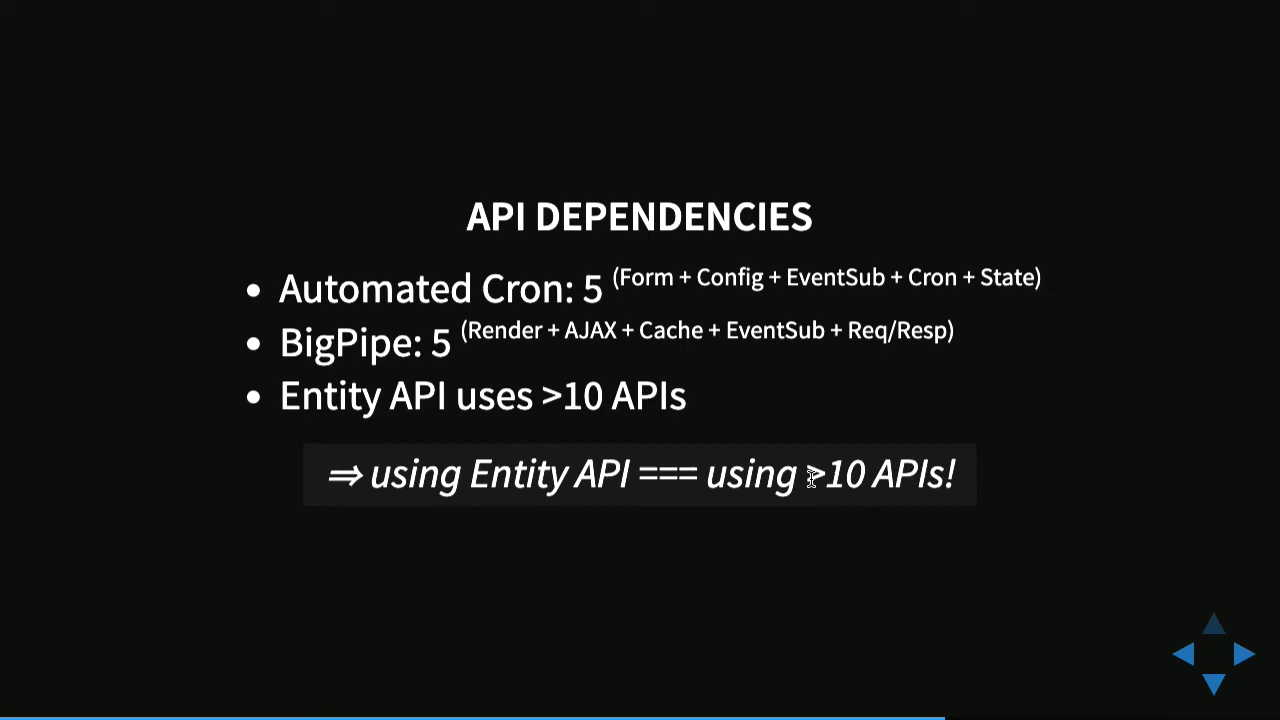 API DEPENDENCIES
• Automated Cron: 5 (Form + Config + EventSub + Cron + State)
• BigPipe: 5 (Render + AJAX + Cache + EventSub + Req/Resp)
• Entity API uses >10 APIs
⇒ using Entity API === using >10 APIs!